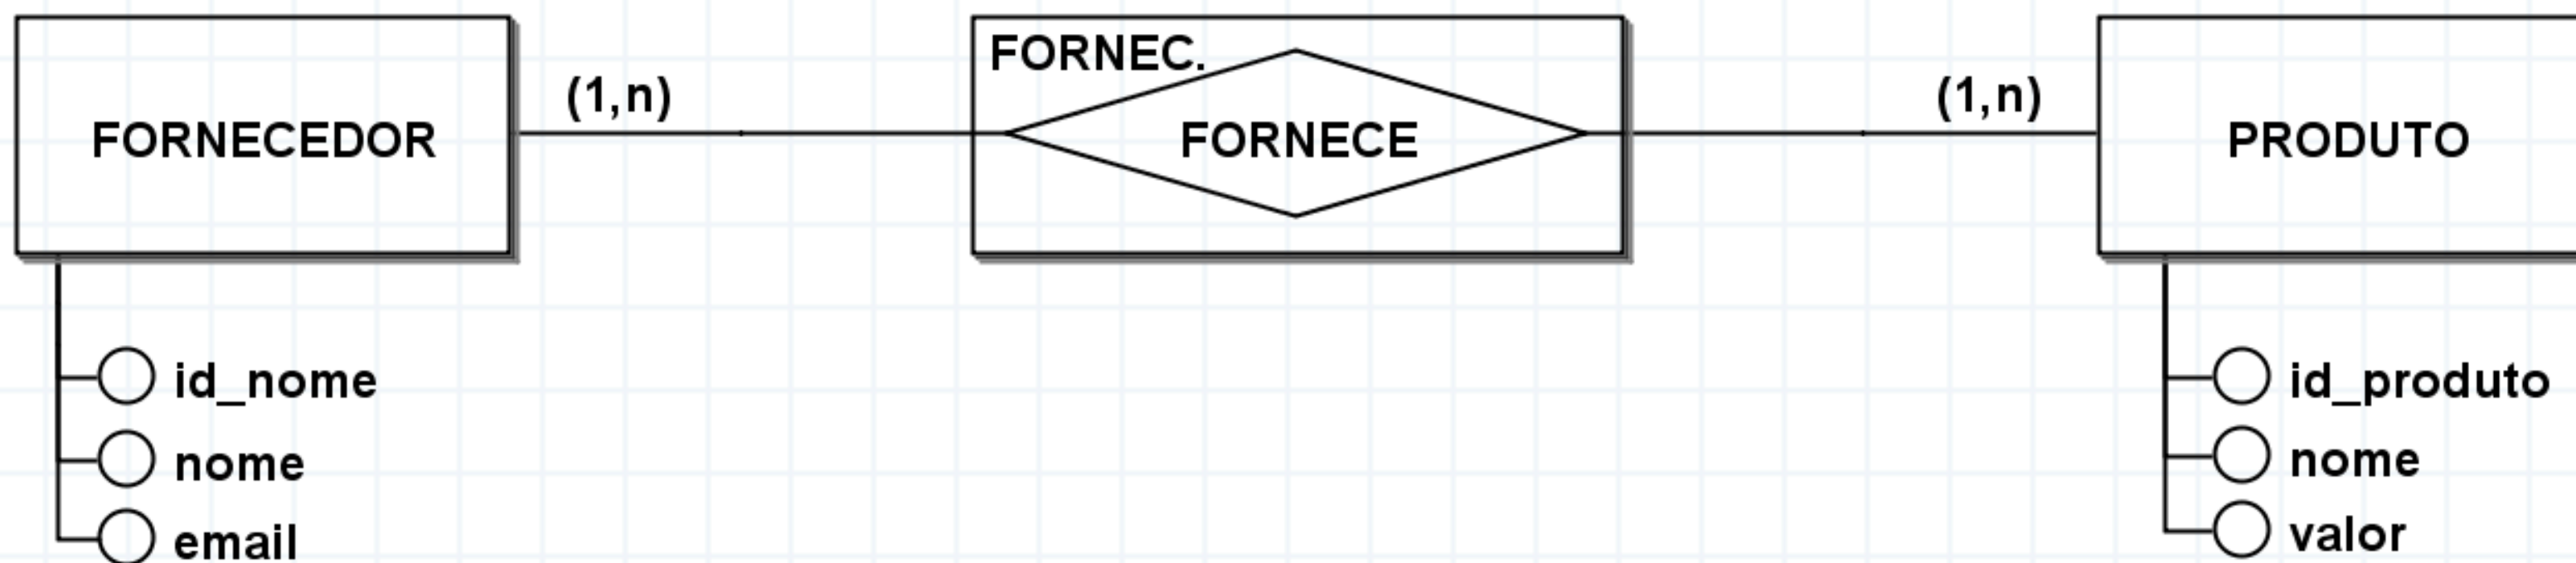 FORNECEDOR
(1,n)
FORNEC.
FORNECE
(1,n)
PRODUTO
id_nome
nome
email
id_produto
nome
valor